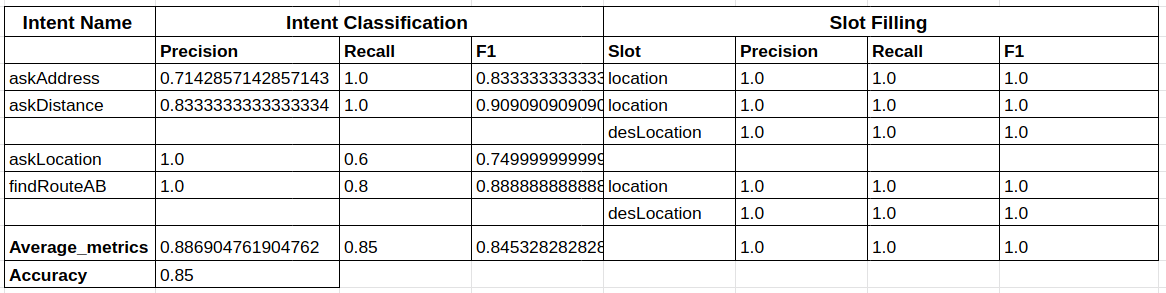 Intent Name Intent Classification Slot Filling
Precision Recall F1 Slot Precision Recall F1
askAddress 0.7142857142857143 1.0 0.833333333333 location 1.0 1.0 1.0
askDistance 0.8333333333333334 1.0 0.909090909090 location 1.0 1.0 1.0
desLocation 1.0 1.0 1.0
askLocation 1.0 0.6 0.749999999999
findRouteAB 1.0 0.8 0.888888888888 location 1.0 1.0 1.0
desLocation 1.0 1.0 1.0
Average_metrics 0.886904761904762 0.85 0.845328282828 1.0 1.0 1.0
Accuracy 0.85